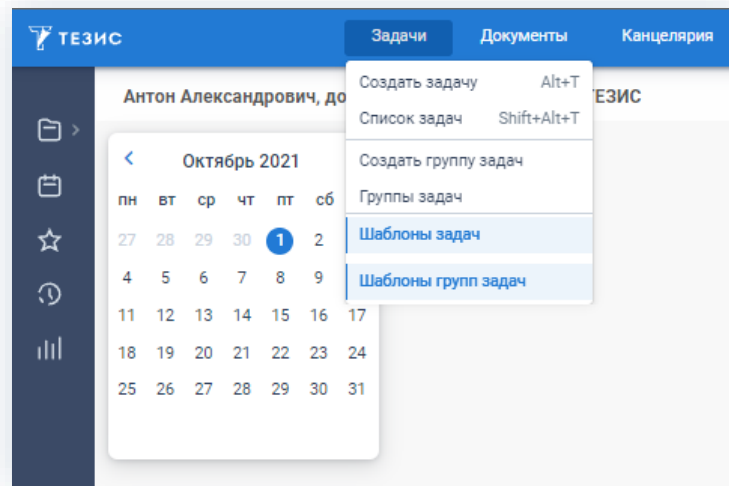 ТЕЗИС Задачи Документы Канцелярия
Антон Александрович, до ЕЗИС
Создать задачу Alt+T
Список задач Shift+Alt+T
Создать группу задач
Группы задач
Шаблоны задач
Шаблоны групп задач
Октябрь 2021
пн вт ср чт пт сб
27 28 29 30 1 2
4 5 6 7 8 9
11 12 13 14 15 16 17
18 19 20 21 22 23 24
25 26 27 28 29 30 31